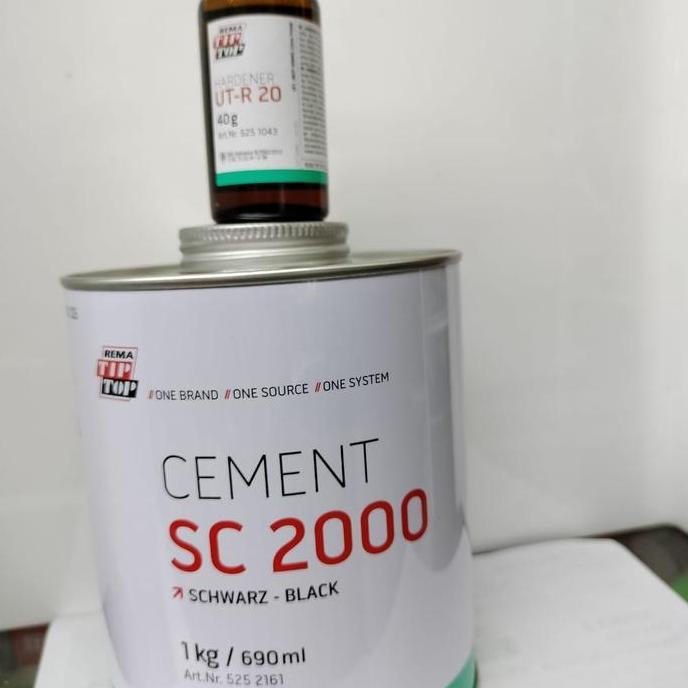 REMA
TIP
TOP
HARDENER
UT-R 20
40 g
Art.Nr. 525 1043
REMA
TIP
TOP
//ONE BRAND //ONE SOURCE //ONE SYSTEM
CEMENT
SC 2000
SCHWARZ - BLACK
1 kg / 690 ml
Art.Nr. 525 2161